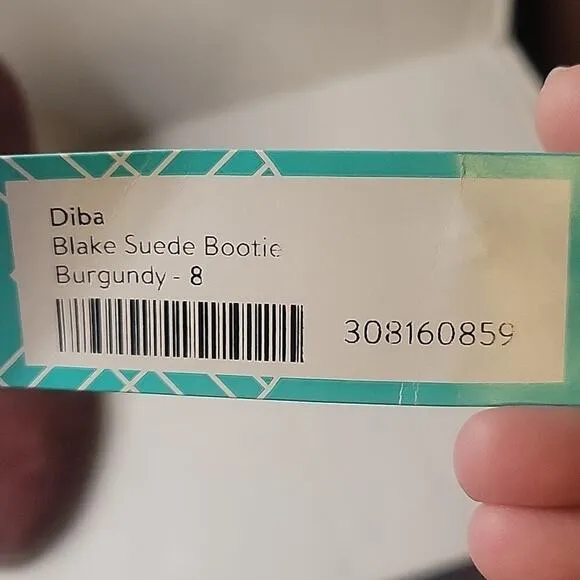 Diba
Blake Suede Bootie
Burgundy - 8
308160859